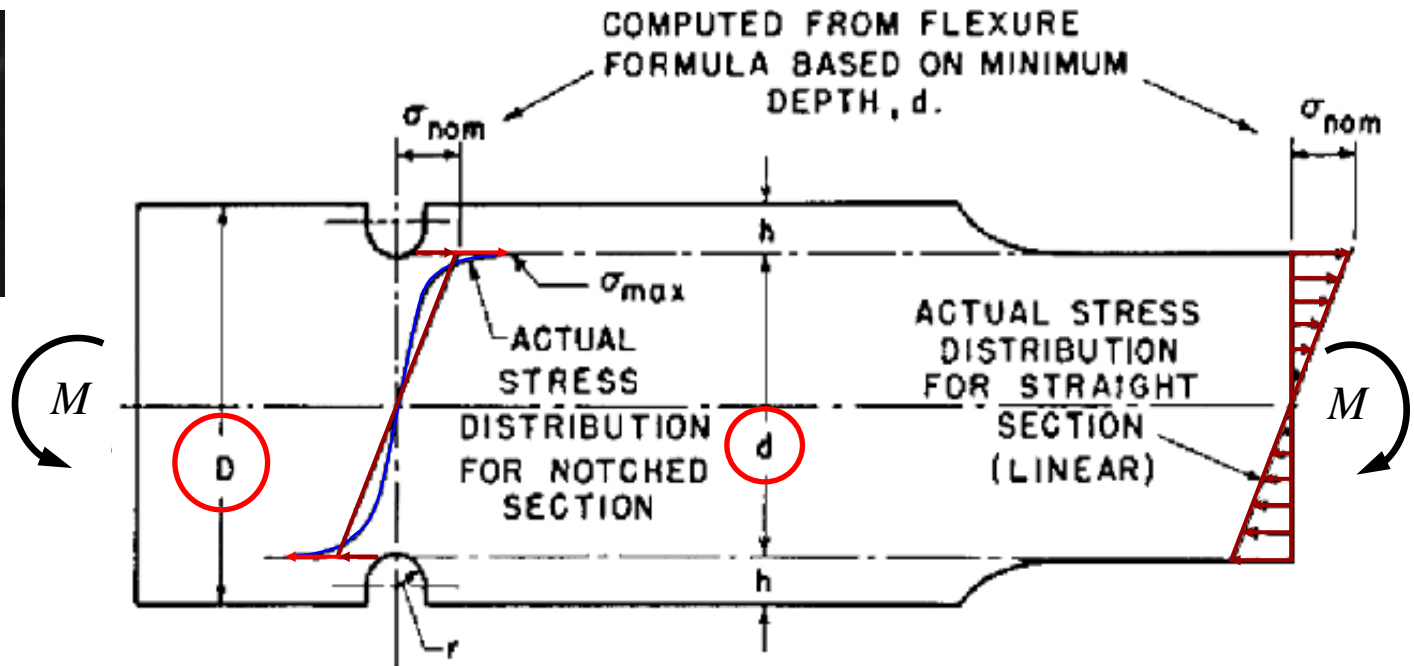 COMPUTED FROM FLEXURE
FORMULA BASED ON MINIMUM
DEPTH, d.
σnom
σnom
h
σmax
ACTUAL
STRESS
DISTRIBUTION
FOR NOTCHED
SECTION
ACTUAL STRESS
DISTRIBUTION
FOR STRAIGHT
SECTION
(LINEAR)
M
M
D
d
h
r